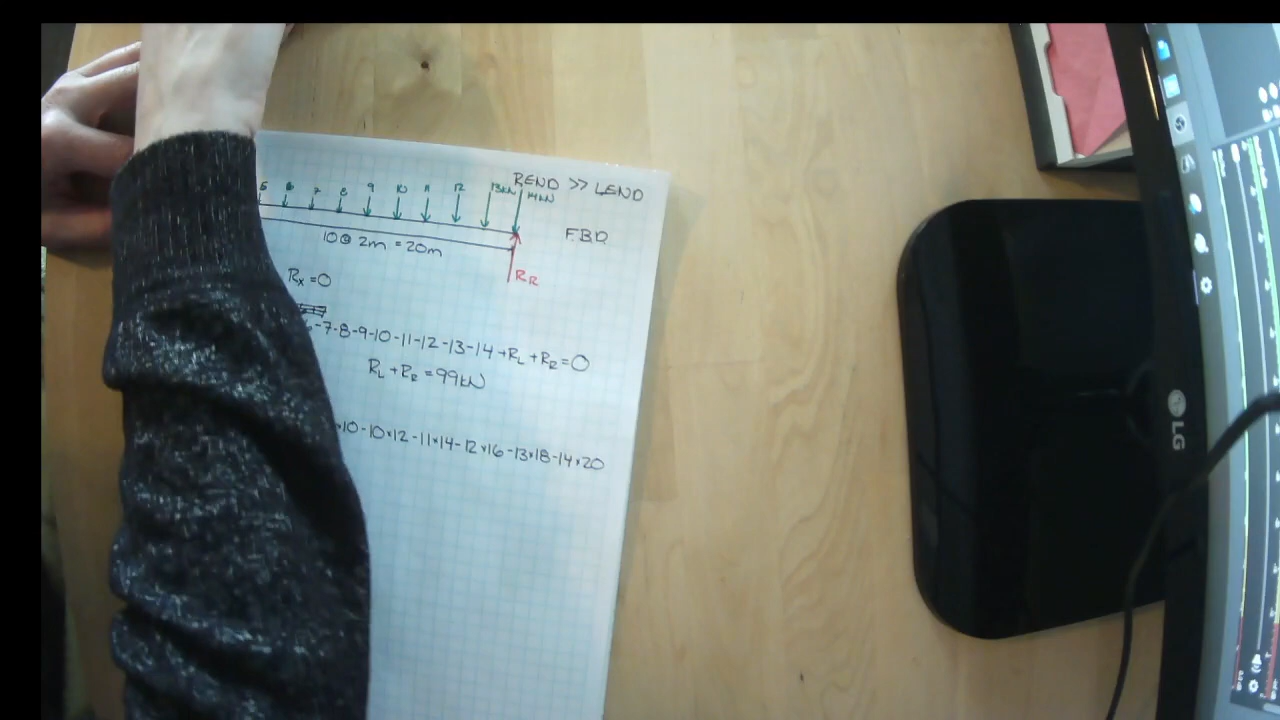 REND >> LEND
5 6 7 8 9 10 11 12 13kN 14kN
FBD
10@ 2m = 20m
RR
Rx = 0
-7-8-9-10-11-12-13-14+RL+RR=0
RL+RR=99kN
×10-10×12-11×14-12×16-13×18-14×20
LG